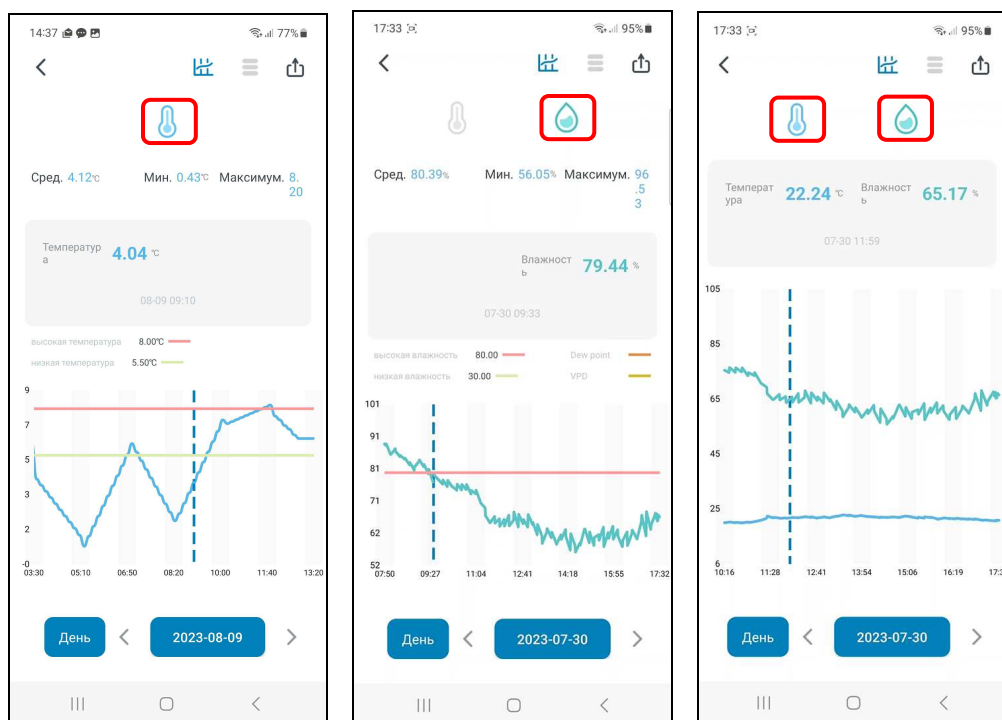 14:37 77%
Сред. 4.12℃ Мин. 0.43℃ Максимум. 8.
20
Температур
а 4.04 ℃
08-09 09:10
высокая температура 8.00℃
низкая температура 5.50℃
9
7
5
3
2
-0
03:30 05:10 06:50 08:20 10:00 11:40 13:20
День 2023-08-09
17:33 95%
Сред. 80.39% Мин. 56.05% Максимум. 96
.5
3
Влажност
ь 79.44 %
07-30 09:33
высокая влажность 80.00 Dew point
низкая влажность 30.00 VPD
101
91
81
71
62
52
07:50 09:27 11:04 12:41 14:18 15:55 17:32
День 2023-07-30
17:33 95%
Температ
ура 22.24 ℃ Влажност
ь 65.17 %
07-30 11:59
105
85
65
45
25
6
10:16 11:28 12:41 13:54 15:06 16:19 17:3
День 2023-07-30